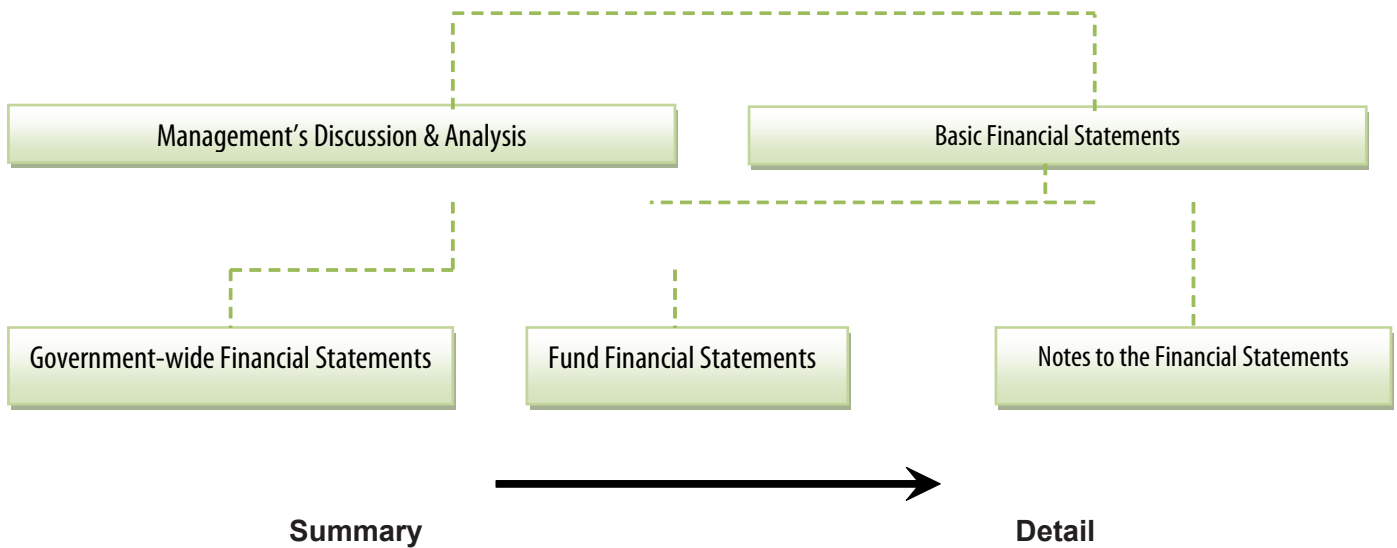 Management’s Discussion & Analysis
Basic Financial Statements
Government-wide Financial Statements
Fund Financial Statements
Notes to the Financial Statements
Summary
Detail